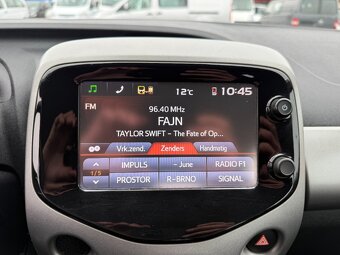 12°C
10:45
FM
96.40 MHz
FAJN
TAYLOR SWIFT – The Fate of Op...
Vrk.zend.
Zenders
Handmatig
IMPULS
– June
RADIO F1
1/5
PROSTOR
R-BRNO
SIGNAL